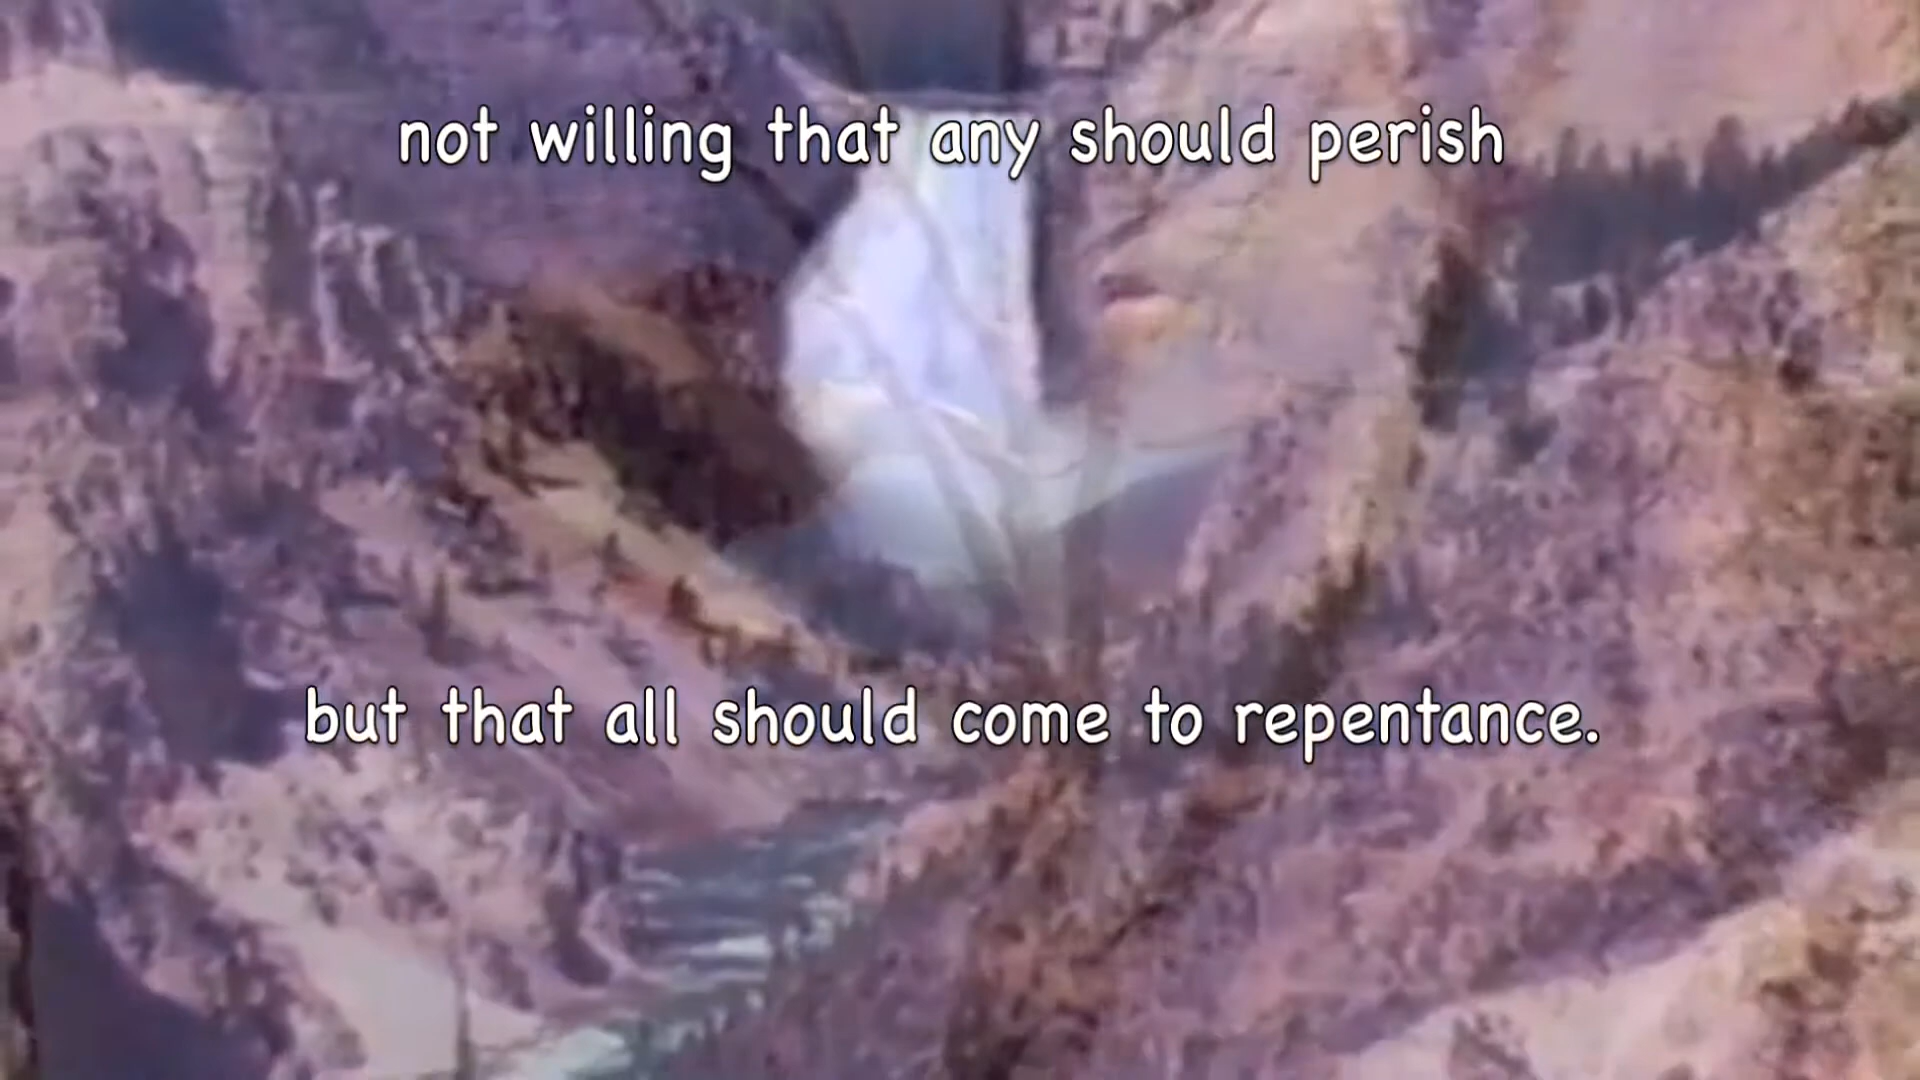 not willing that any should perish
but that all should come to repentance.